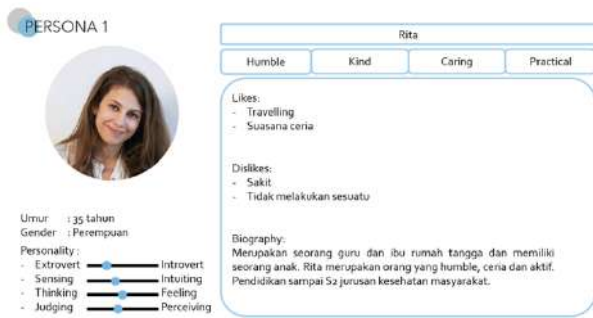 PERSONA 1
Rita
Humble Kind Caring Practical
Likes:
- Travelling
- Suasana ceria
Dislikes:
- Sakit
- Tidak melakukan sesuatu
Biography:
Merupakan seorang guru dan ibu rumah tangga dan memiliki
seorang anak. Rita merupakan orang yang humble, ceria dan aktif.
Pendidikan sampai S2 jurusan kesehatan masyarakat.
Umur : 35 tahun
Gender : Perempuan
Personality :
- Extrovert Introvert
- Sensing Intuiting
- Thinking Feeling
- Judging Perceiving